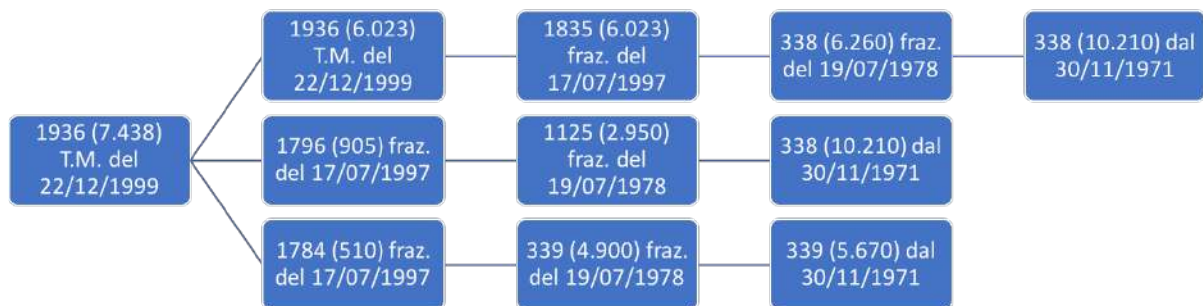 1936 (7.438)
T.M. del
22/12/1999
1936 (6.023)
T.M. del
22/12/1999
1835 (6.023)
fraz. del
17/07/1997
338 (6.260) fraz.
del 19/07/1978
338 (10.210) dal
30/11/1971
1796 (905) fraz.
del 17/07/1997
1125 (2.950)
fraz. del
19/07/1978
338 (10.210) dal
30/11/1971
1784 (510) fraz.
del 17/07/1997
339 (4.900) fraz.
del 19/07/1978
339 (5.670) dal
30/11/1971